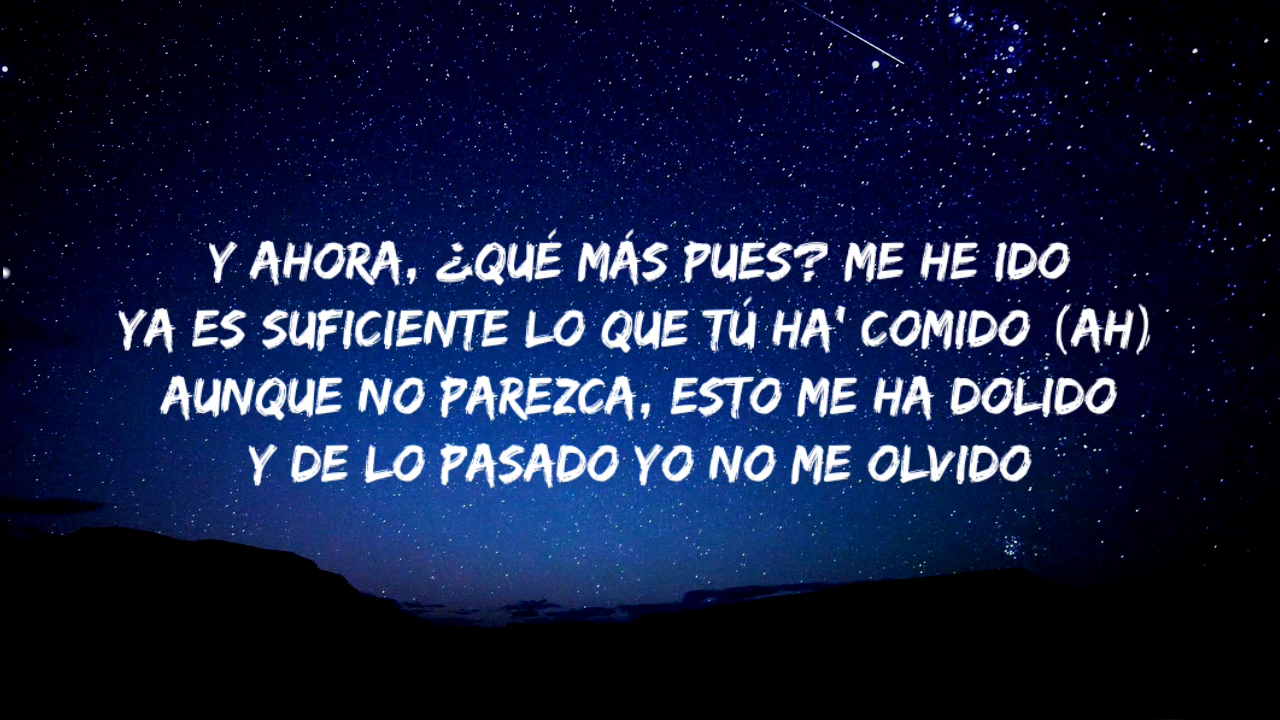 Y AHORA, ¿QUÉ MÁS PUES? ME HE IDO
YA ES SUFICIENTE LO QUE TÚ HA' COMIDO (AH)
AUNQUE NO PAREZCA, ESTO ME HA DOLIDO
Y DE LO PASADO YO NO ME OLVIDO